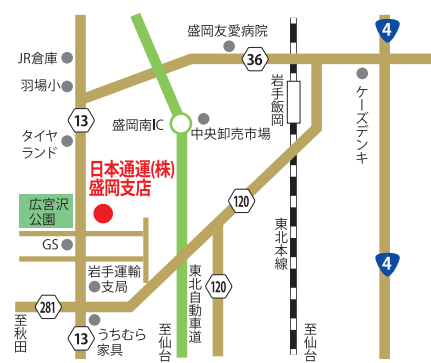 盛岡友愛病院
4
JR倉庫
36
羽場小
岩手飯岡
ケーズデンキ
13
盛岡南IC
中央卸売市場
タイヤ
ランド
日本通運(株)
盛岡支店
120
広宮沢
公園
GS
東北本線
4
岩手運輸
支局
東北自動車道
120
281
至秋田
13
うちむら
家具
至仙台
至仙台